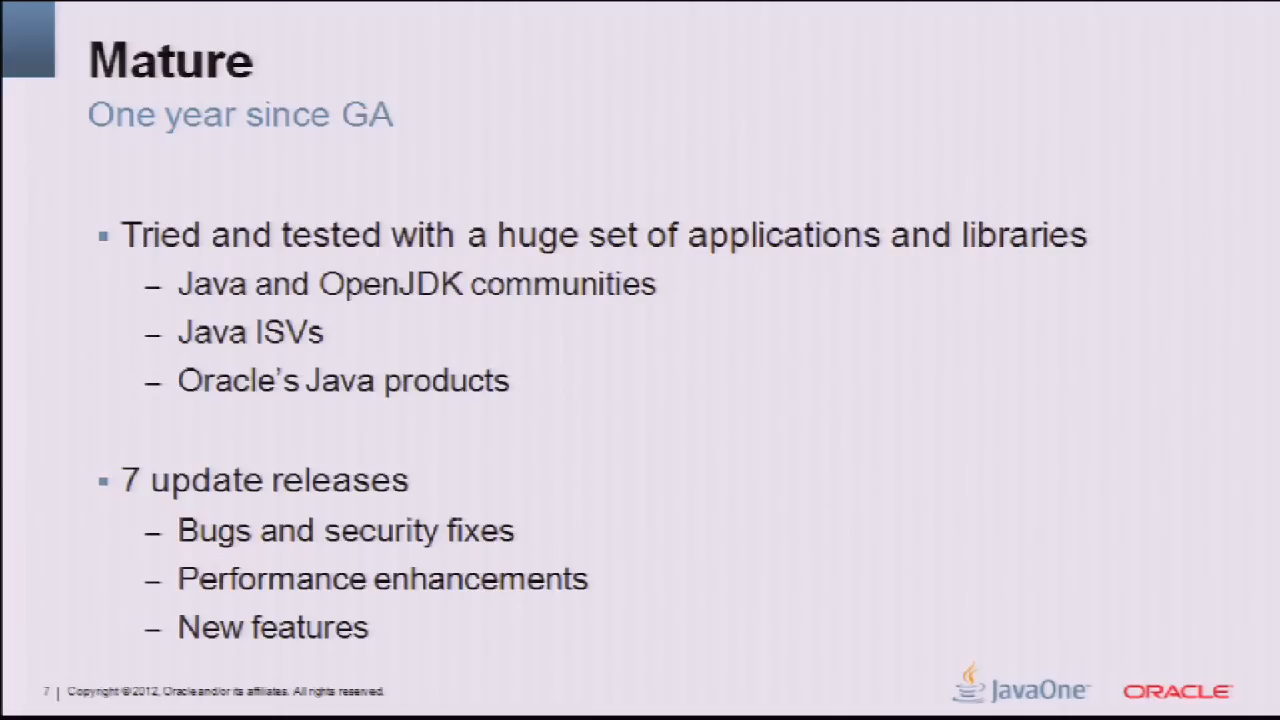 Mature
One year since GA
▪ Tried and tested with a huge set of applications and libraries
– Java and OpenJDK communities
– Java ISVs
– Oracle’s Java products
▪ 7 update releases
– Bugs and security fixes
– Performance enhancements
– New features
7 | Copyright © 2012, Oracle and/or its affiliates. All rights reserved.
JavaOne™
ORACLE®